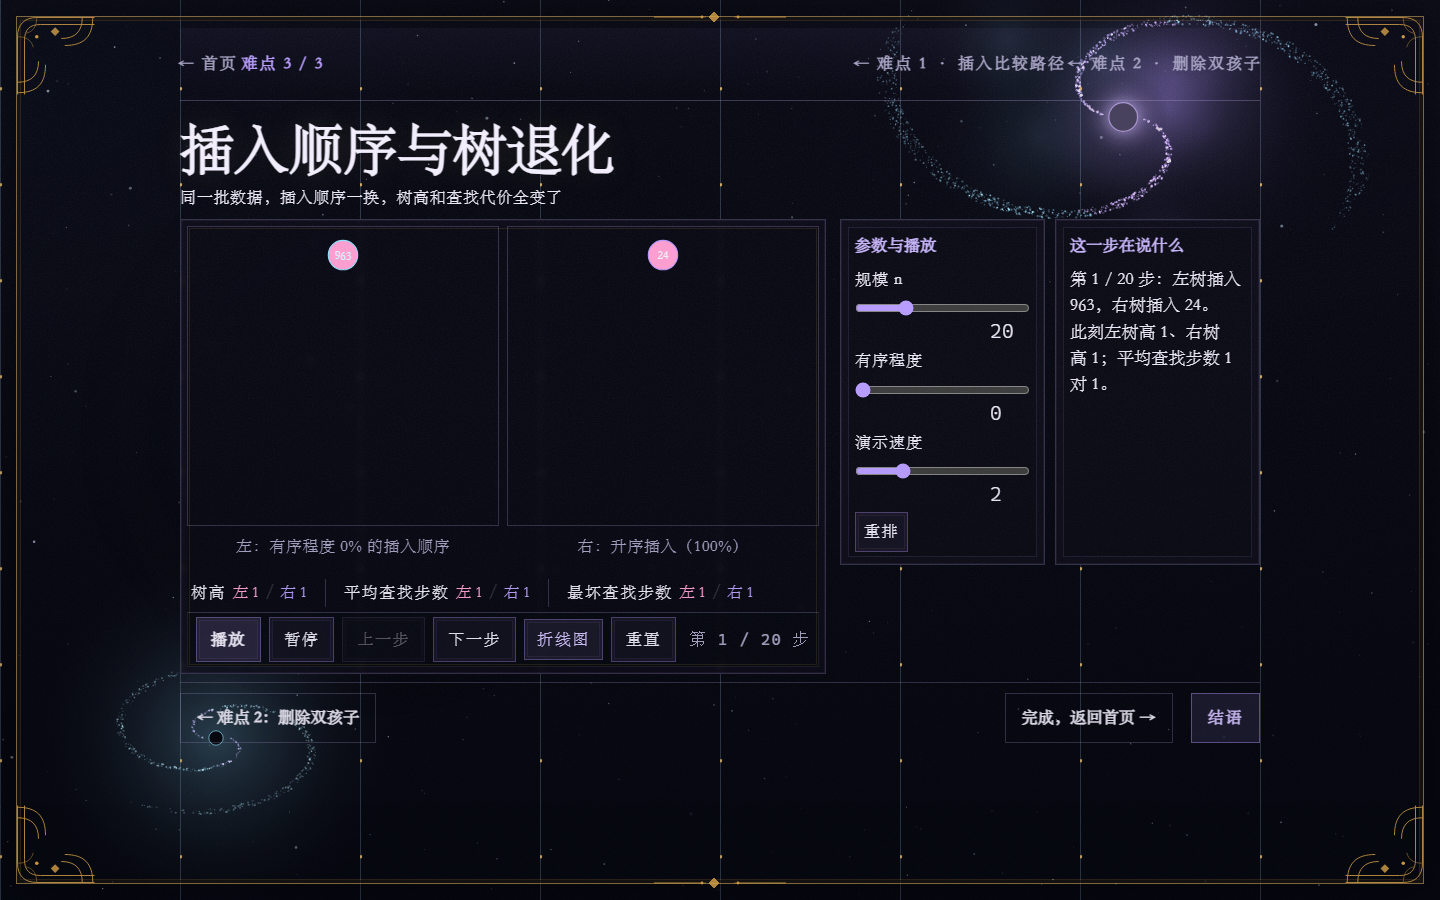 ← 首页 难点 3 / 3
← 难点 1 · 插入比较路径 ← 难点 2 · 删除双孩子
插入顺序与树退化
同一批数据，插入顺序一换，树高和查找代价全变了
963
24
左：有序程度 0% 的插入顺序
右：升序插入（100%）
树高 左 1 / 右 1
平均查找步数 左 1 / 右 1
最坏查找步数 左 1 / 右 1
播放
暂停
上一步
下一步
折线图
重置
第 1 / 20 步
参数与播放
规模 n
20
有序程度
0
演示速度
2
重排
这一步在说什么
第 1 / 20 步：左树插入
963，右树插入 24。
此刻左树高 1、右树
高 1；平均查找步数 1
对 1。
← 难点 2：删除双孩子
完成，返回首页 →
结语